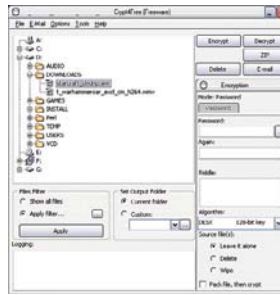 Crypt4Free (Freeware)
File E-Mail Options Tools Help
A:
C:
D:
AUDIO
DOWNLOADS
GAMES
INSTALL
Perl
TEMP
USERS
VCD
E:
F:
G:
Files Filter
Show all files
Apply filter...
Apply
Set Output Folder
Current folder
Custom:
Logging:
Encrypt
Decrypt
ZIP
Delete
E-mail
Encryption
Mode: Password
Password
Password:
Again:
Riddle:
Algorithm:
DESX 128-bit key
Source file(s):
Leave it alone
Delete
Wipe
Pack file, then crypt